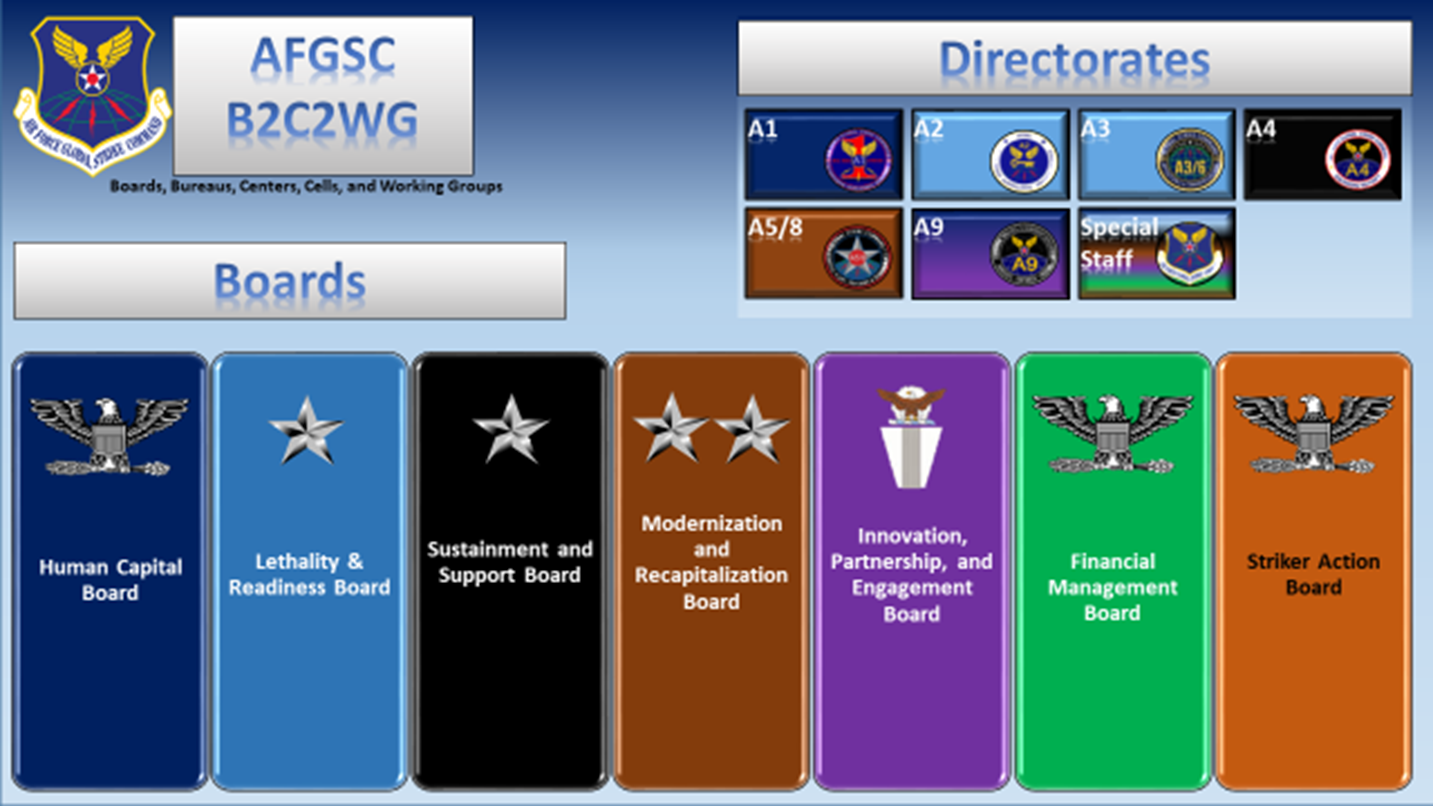 AIR FORCE GLOBAL STRIKE COMMAND
AFGSC
B2C2WG
Boards, Bureaus, Centers, Cells, and Working Groups
Directorates
A1
A2
A3
A3/6
A4
A4
A5/8
A9
A9
Special
Staff
Boards
Human Capital
Board
Lethality &
Readiness Board
Sustainment and
Support Board
Modernization
and
Recapitalization
Board
Innovation,
Partnership, and
Engagement
Board
Financial
Management
Board
Striker Action
Board